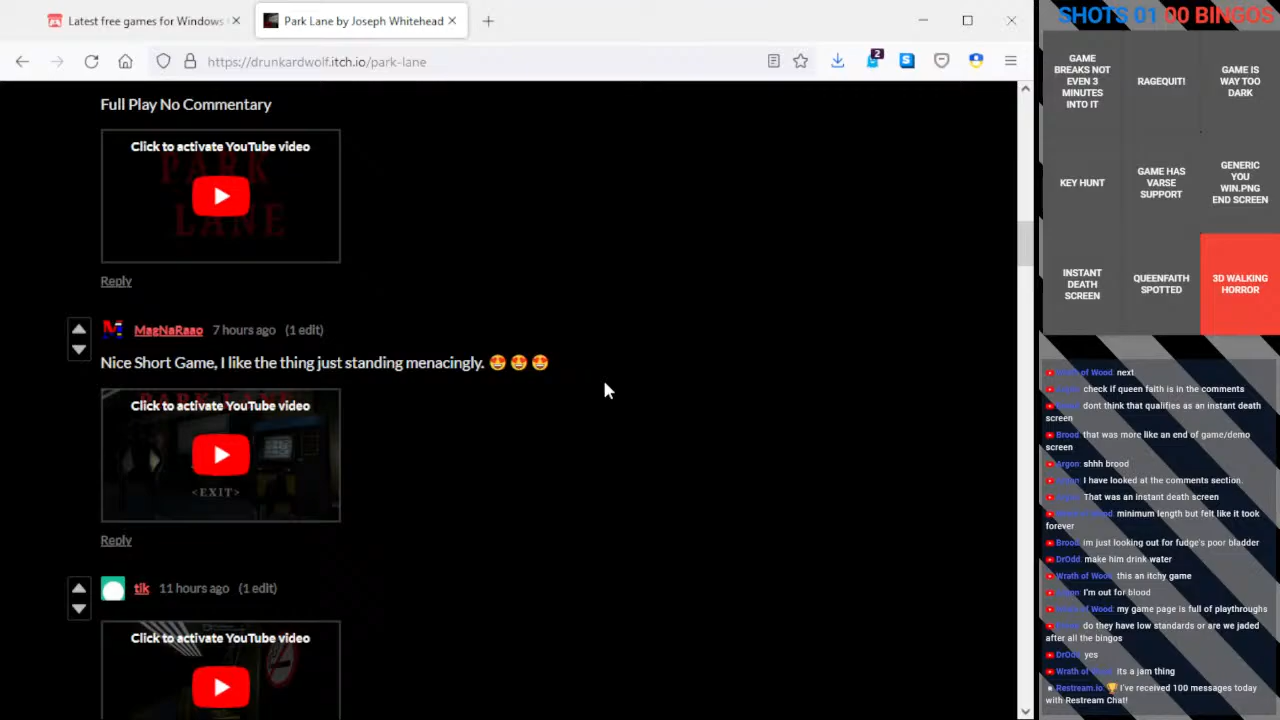 Latest free games for Windows
Park Lane by Joseph Whitehead
SHOTS 01 00 BINGOS
https://drunkardwolf.itch.io/park-lane
2
Full Play No Commentary
Click to activate YouTube video
PARK
LANE
Reply
MagNaRaao 7 hours ago (1 edit)
Nice Short Game, I like the thing just standing menacingly. 😍 😍 😍
Click to activate YouTube video
PARK LANE
<EXIT>
Reply
tik 11 hours ago (1 edit)
Click to activate YouTube video
GAME
BREAKS NOT
EVEN 3
MINUTES
INTO IT
RAGEQUIT!
GAME IS
WAY TOO
DARK
KEY HUNT
GAME HAS
VARSE
SUPPORT
GENERIC
YOU
WIN.PNG
END SCREEN
INSTANT
DEATH
SCREEN
QUEENFAITH
SPOTTED
3D WALKING
HORROR
Wrath of Wood: next
check if queen faith is in the comments
dont think that qualifies as an instant death
screen
Brood: that was more like an end of game/demo
screen
Argon: shhh brood
I have looked at the comments section.
That was an instant death screen
minimum length but felt like it took
forever
Brood: im just looking out for fudge's poor bladder
DrOdd: make him drink water
Wrath of Wood: this an itchy game
I'm out for blood
my game page is full of playthroughs
do they have low standards or are we jaded
after all the bingos
DrOdd: yes
Wrath of Wood: its a jam thing
Restream.io: 🏆 I've received 100 messages today
with Restream Chat!